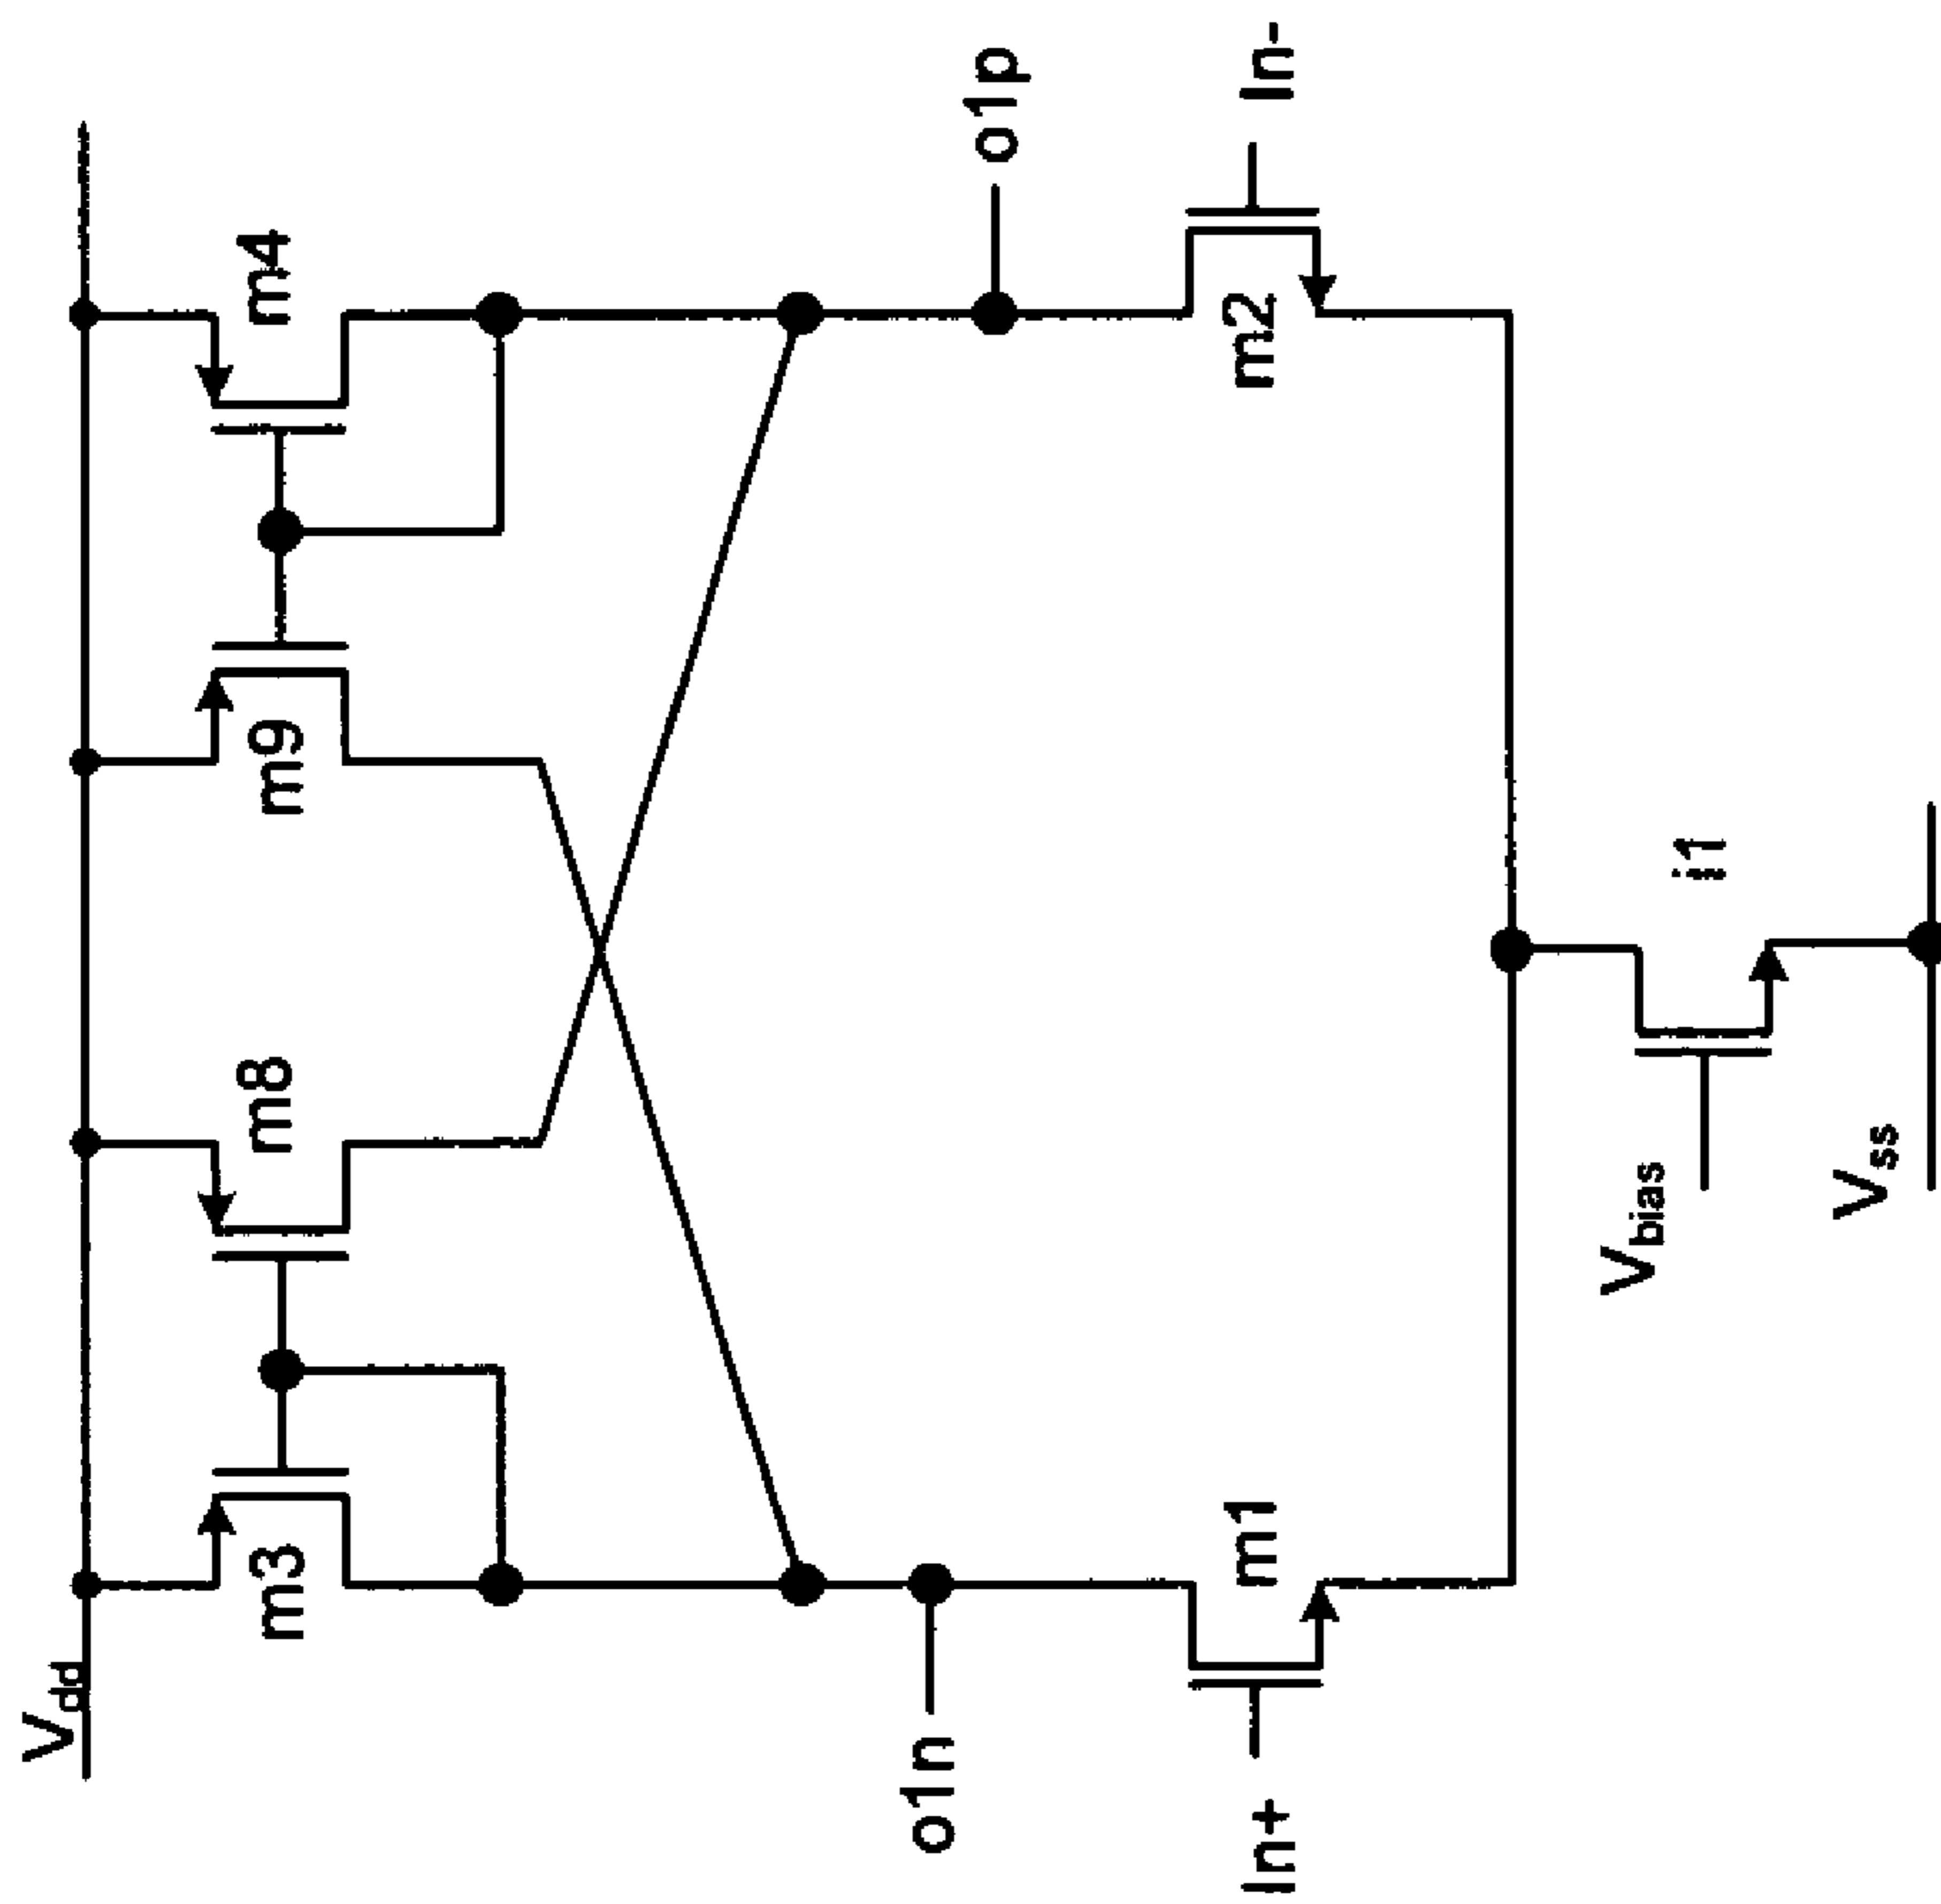 Vdd
m3
m8
m9
m4
o1n
o1p
In+
m1
m2
In-
Vbias
i1
Vss